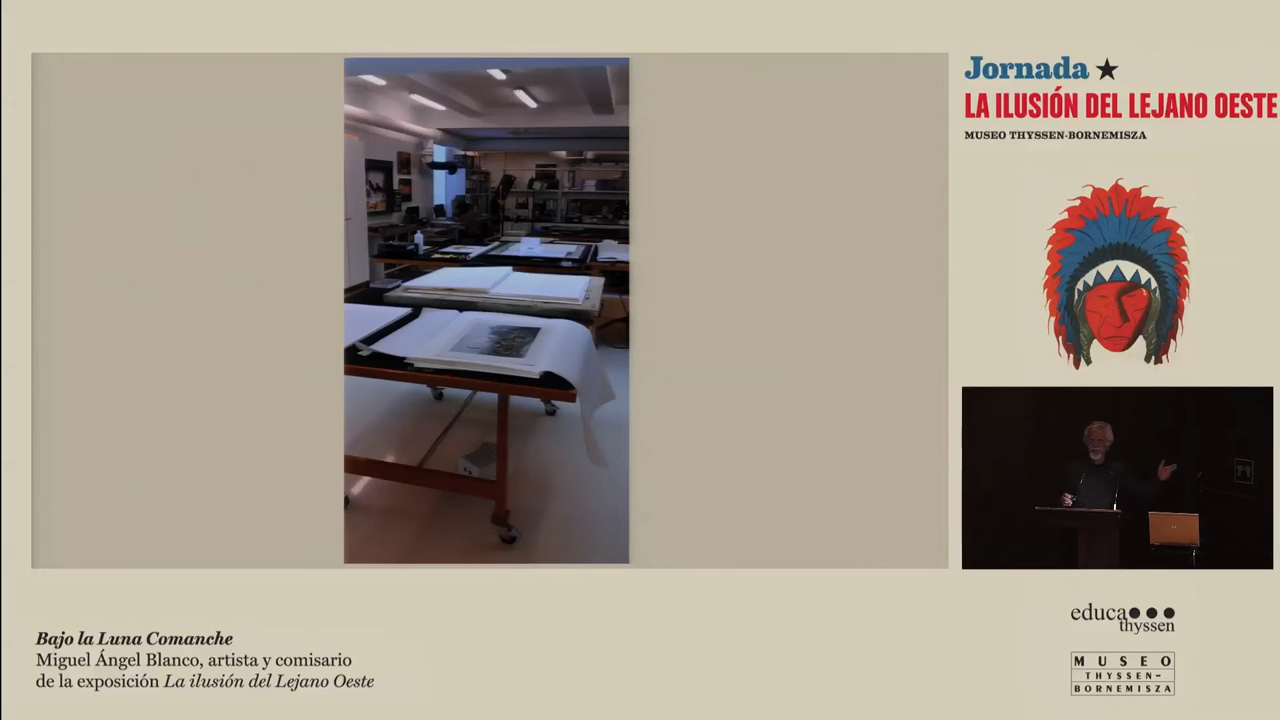 Jornada
LA ILUSIÓN DEL LEJANO OESTE
MUSEO THYSSEN-BORNEMISZA
Bajo la Luna Comanche
Miguel Ángel Blanco, artista y comisario
de la exposición La ilusión del Lejano Oeste
educa
thyssen
MUSEO
THYSSEN-
BORNEMISZA